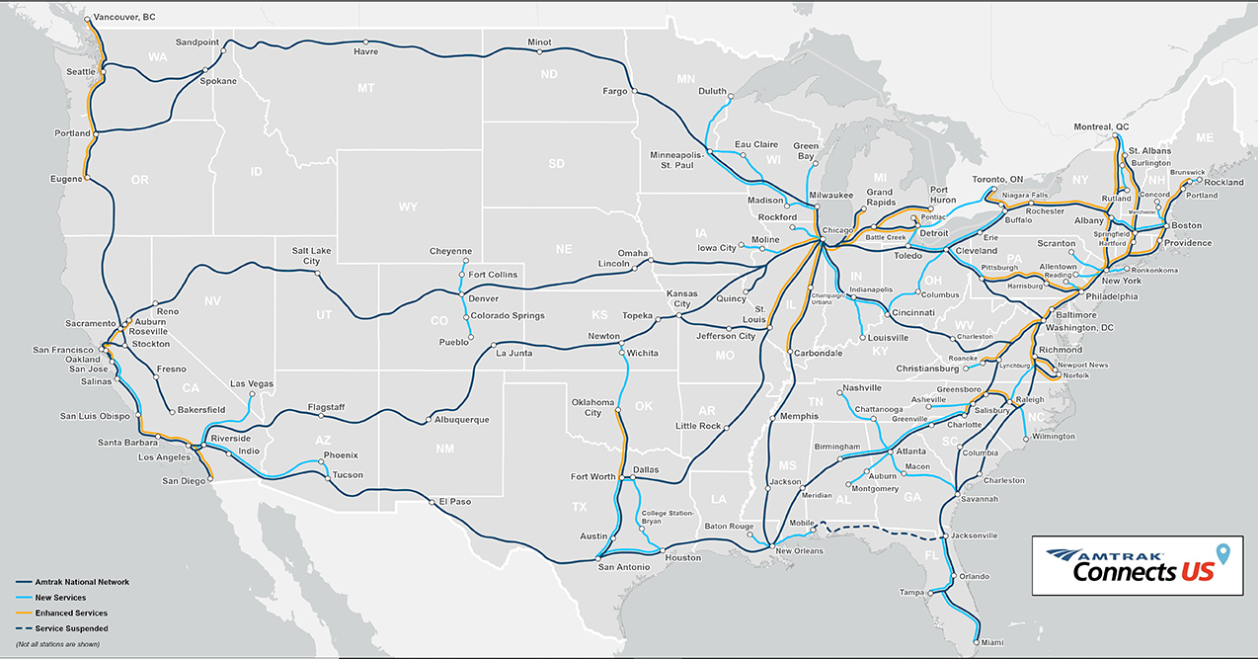 Vancouver, BC
Seattle
WA
Sandpoint
Spokane
Havre
MT
Minot
ND
Fargo
MN
Duluth
Portland
Eugene
OR
ID
WY
SD
Minneapolis-
St. Paul
Eau Claire
WI
Green
Bay
Milwaukee
Madison
Rockford
MI
Grand
Rapids
Port
Huron
Pontiac
Battle Creek
Detroit
Toronto, ON
Niagara Falls
Buffalo
Rochester
NY
Albany
Montreal, QC
St. Albans
Burlington
Rutland
VT
NH
ME
Concord
Manchester
Brunswick
Rockland
Portland
Boston
Springfield
Hartford
Providence
Ronkonkoma
New York
Scranton
Allentown
Reading
PA
Pittsburgh
Harrisburg
Philadelphia
Baltimore
Washington, DC
Erie
Cleveland
Toledo
Chicago
IA
Iowa City
Moline
Omaha
Lincoln
NE
Salt Lake
City
NV
Reno
UT
Cheyenne
Fort Collins
Denver
CO
Colorado Springs
Pueblo
La Junta
KS
Newton
Wichita
Topeka
Kansas
City
Quincy
St.
Louis
Jefferson City
MO
IL
Champaign-
Urbana
IN
Indianapolis
OH
Columbus
Cincinnati
Louisville
KY
Carbondale
WV
Charleston
Richmond
Roanoke
Lynchburg
Christiansburg
Newport News
Norfolk
Sacramento
Auburn
Roseville
Stockton
San Francisco
Oakland
San Jose
Salinas
Fresno
CA
Bakersfield
Las Vegas
San Luis Obispo
Santa Barbara
Los Angeles
Riverside
Indio
San Diego
Flagstaff
AZ
Phoenix
Tucson
Albuquerque
NM
El Paso
Oklahoma
City
OK
AR
Little Rock
Memphis
TN
Nashville
Chattanooga
Asheville
Greenville
Greensboro
Salisbury
Raleigh
Charlotte
NC
Wilmington
SC
Columbia
Charleston
Savannah
Birmingham
Atlanta
Macon
Auburn
Montgomery
AL
GA
MS
Jackson
Meridian
Fort Worth
Dallas
TX
LA
College Station-
Bryan
Austin
San Antonio
Houston
Baton Rouge
New Orleans
Mobile
Jacksonville
FL
Orlando
Tampa
Miami
AMTRAK
Connects US
Amtrak National Network
New Services
Enhanced Services
Service Suspended
(Not all stations are shown)